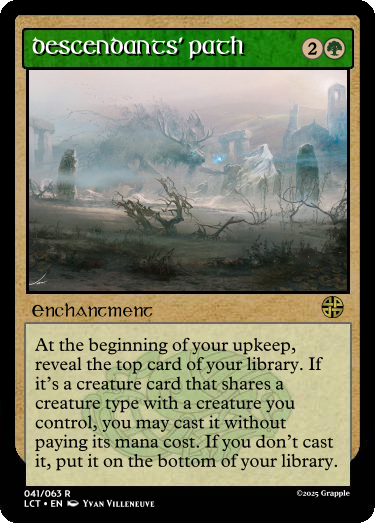 descendants' path 2
Enchantment
At the beginning of your upkeep,
reveal the top card of your library. If
it's a creature card that shares a
creature type with a creature you
control, you may cast it without
paying its mana cost. If you don't cast
it, put it on the bottom of your library.
041/063 R
LCT • EN Yvan Villeneuve
©2025 Grapple